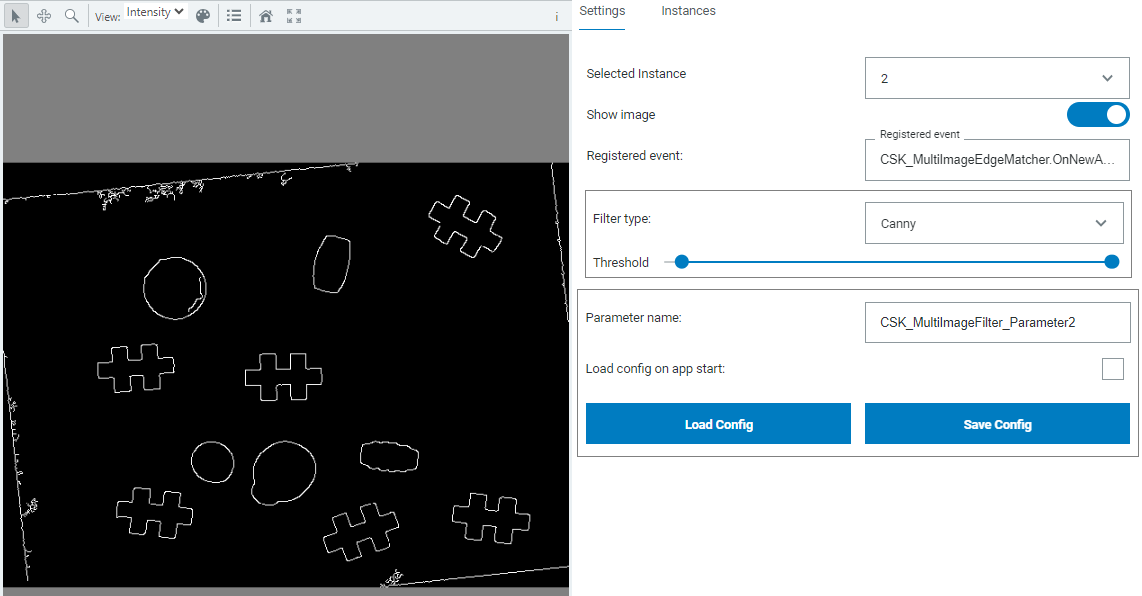 View: Intensity
i
Settings Instances
Selected Instance 2
Show image
Registered event
Registered event: CSK_MultiImageEdgeMatcher.OnNewA...
Filter type: Canny
Threshold
Parameter name: CSK_MultiImageFilter_Parameter2
Load config on app start:
Load Config Save Config